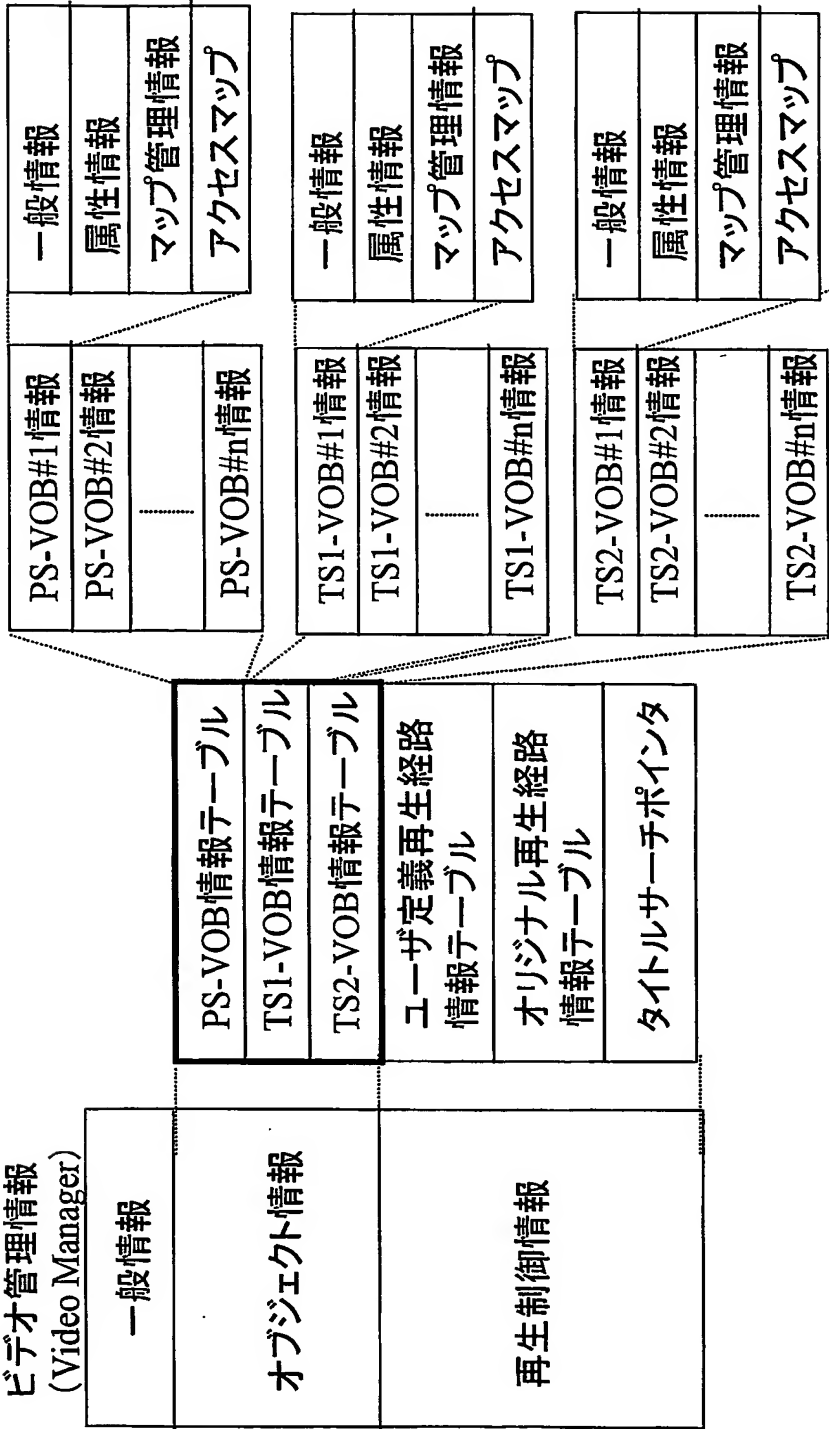 ビデオ管理情報
(Video Manager)
一般情報
オブジェクト情報
再生制御情報
PS-VOB情報テーブル
TS1-VOB情報テーブル
TS2-VOB情報テーブル
ユーザ定義再生経路
情報テーブル
オリジナル再生経路
情報テーブル
タイトルサーチポインタ
PS-VOB#1情報
PS-VOB#2情報
PS-VOB#n情報
TS1-VOB#1情報
TS1-VOB#2情報
TS1-VOB#n情報
TS2-VOB#1情報
TS2-VOB#2情報
TS2-VOB#n情報
一般情報
属性情報
マップ管理情報
アクセスマップ
一般情報
属性情報
マップ管理情報
アクセスマップ
一般情報
属性情報
マップ管理情報
アクセスマップ